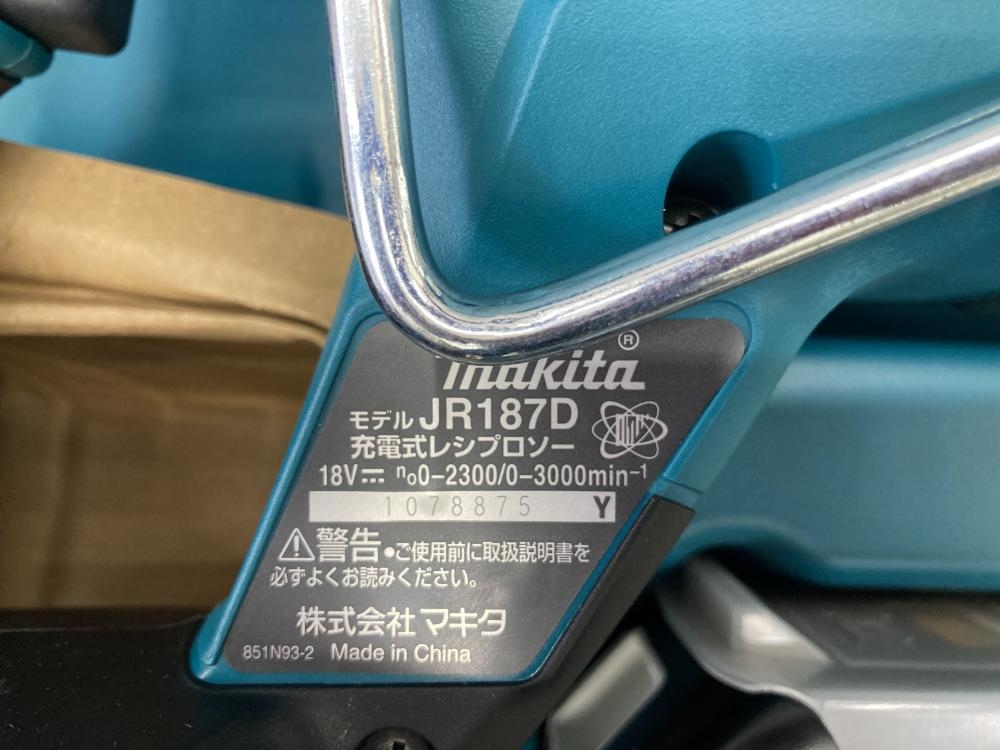 makita®
モデル JR187D
充電式レシプロソー
18V⎓ n₀0-2300/0-3000min⁻¹
1078875 Y
⚠警告 ●ご使用前に取扱説明書を
必ずよくお読みください。
株式会社 マキタ
851N93-2 Made in China